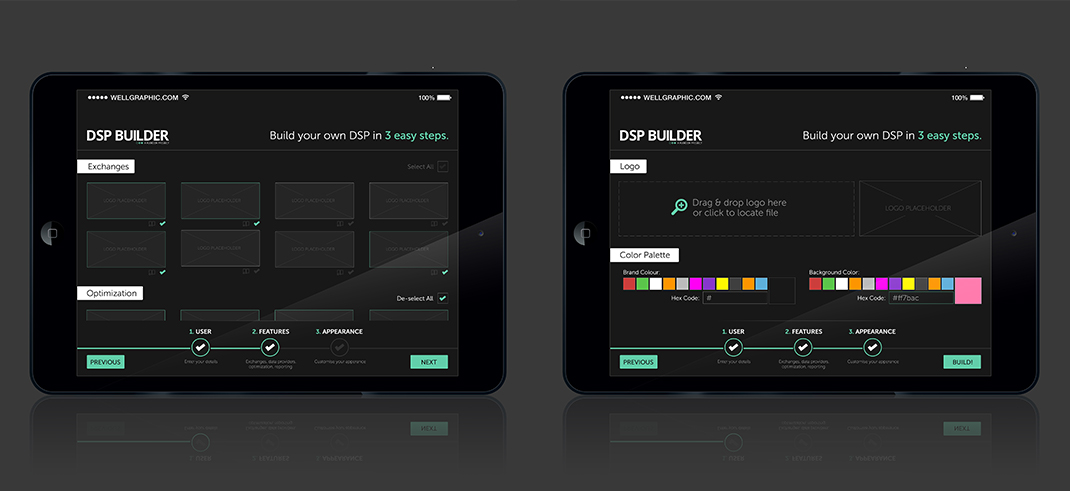 WELLGRAPHIC.COM
100%
DSP BUILDER
Build your own DSP in 3 easy steps.
Exchanges
Select All
LOGO PLACEHOLDER
LOGO PLACEHOLDER
LOGO PLACEHOLDER
LOGO PLACEHOLDER
LOGO PLACEHOLDER
LOGO PLACEHOLDER
LOGO PLACEHOLDER
LOGO PLACEHOLDER
Optimization
De-select All
1. USER 2. FEATURES 3. APPEARANCE
Enter your details
Exchanges, data providers,
optimization, reporting
Customise your appearance
PREVIOUS
NEXT
WELLGRAPHIC.COM
100%
DSP BUILDER
Build your own DSP in 3 easy steps.
Logo
Drag & drop logo here
or click to locate file
LOGO PLACEHOLDER
Color Palette
Brand Colour:
Hex Code: #
Background Color:
Hex Code: #ff7bac
1. USER 2. FEATURES 3. APPEARANCE
Enter your details
Exchanges, data providers,
optimization, reporting
Customise your appearance
PREVIOUS
BUILD!